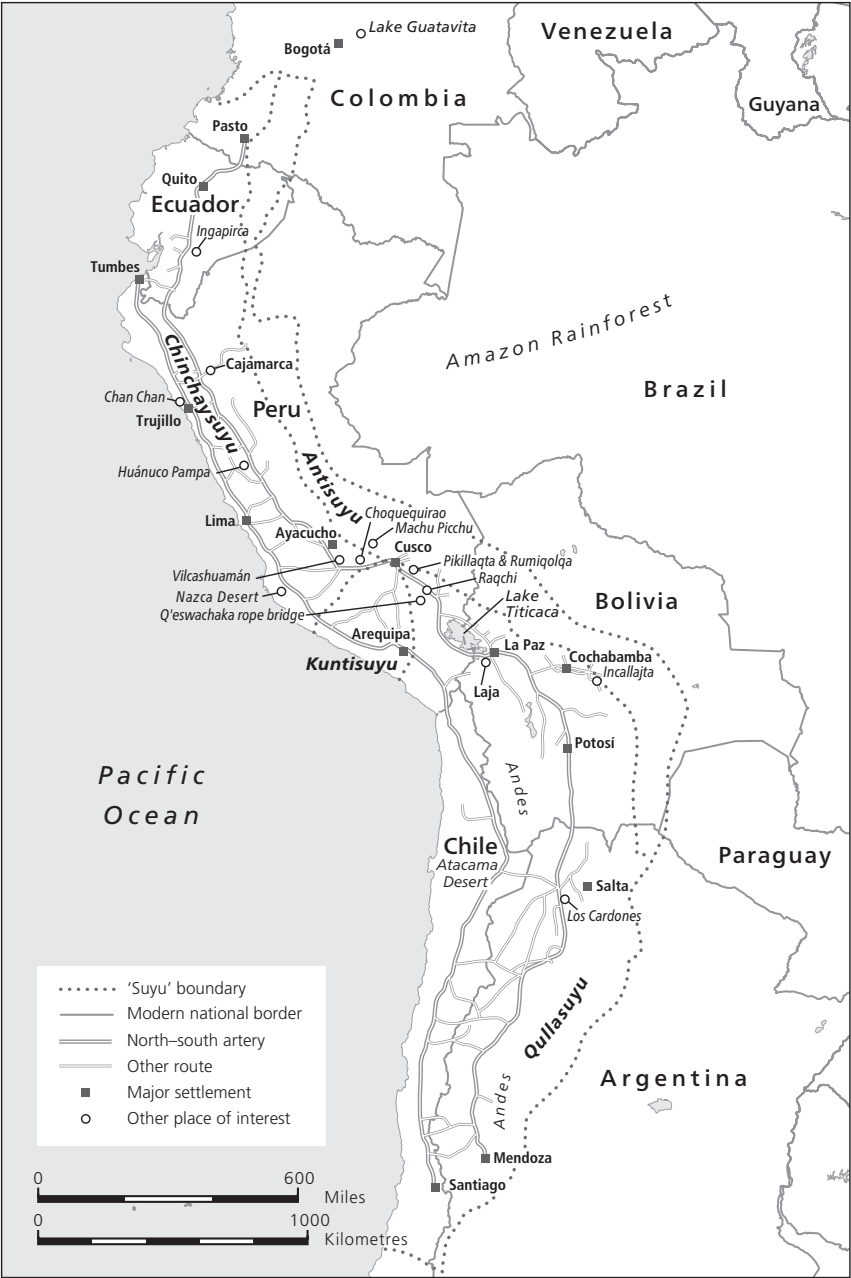 Lake Guatavita
Bogotá
Venezuela
Colombia
Guyana
Pasto
Quito
Ecuador
Ingapirca
Tumbes
Amazon Rainforest
Chinchaysuyu
Cajamarca
Chan Chan
Trujillo
Peru
Brazil
Huánuco Pampa
Antisuyu
Choquequirao
Machu Picchu
Lima
Ayacucho
Cusco
Pikillaqta & Rumiqolqa
Vilcashuamán
Raqchi
Nazca Desert
Lake
Titicaca
Q'eswachaka rope bridge
Bolivia
Arequipa
La Paz
Kuntisuyu
Cochabamba
Incallajta
Laja
Potosí
Pacific
Ocean
Andes
Chile
Atacama
Desert
Paraguay
Salta
Los Cardones
Qullasuyu
Argentina
Andes
Mendoza
Santiago
'Suyu' boundary
Modern national border
North–south artery
Other route
Major settlement
Other place of interest
0 600
Miles
0 1000
Kilometres